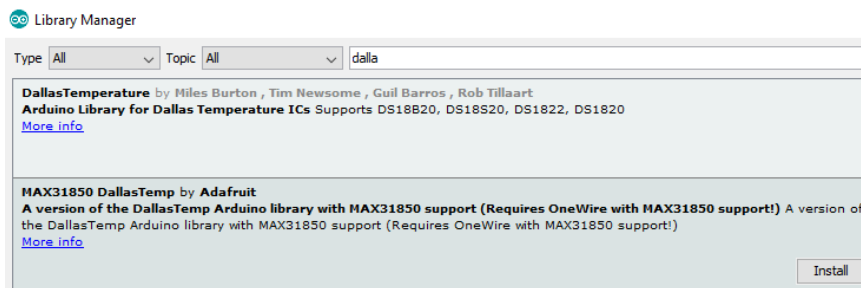 Library Manager
Type All Topic All dalla
DallasTemperature by Miles Burton , Tim Newsome , Guil Barros , Rob Tillaart
Arduino Library for Dallas Temperature ICs Supports DS18B20, DS18S20, DS1822, DS1820
More info
MAX31850 DallasTemp by Adafruit
A version of the DallasTemp Arduino library with MAX31850 support (Requires OneWire with MAX31850 support!) A version of
the DallasTemp Arduino library with MAX31850 support (Requires OneWire with MAX31850 support!)
More info
Install